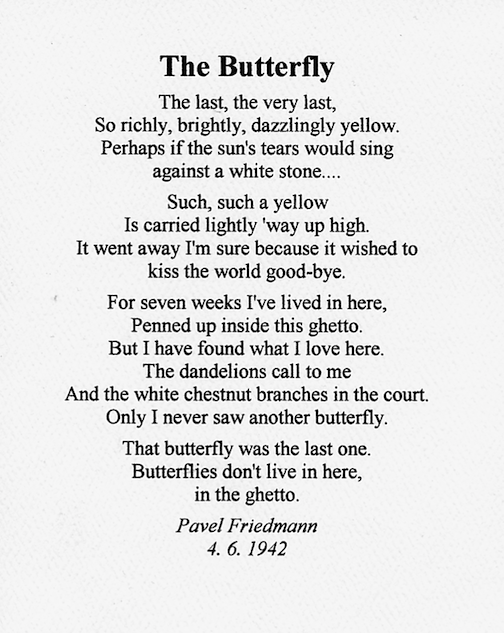 The Butterfly
The last, the very last,
So richly, brightly, dazzlingly yellow.
Perhaps if the sun's tears would sing
against a white stone....
Such, such a yellow
Is carried lightly 'way up high.
It went away I'm sure because it wished to
kiss the world good-bye.
For seven weeks I've lived in here,
Penned up inside this ghetto.
But I have found what I love here.
The dandelions call to me
And the white chestnut branches in the court.
Only I never saw another butterfly.
That butterfly was the last one.
Butterflies don't live in here,
in the ghetto.
Pavel Friedmann
4. 6. 1942